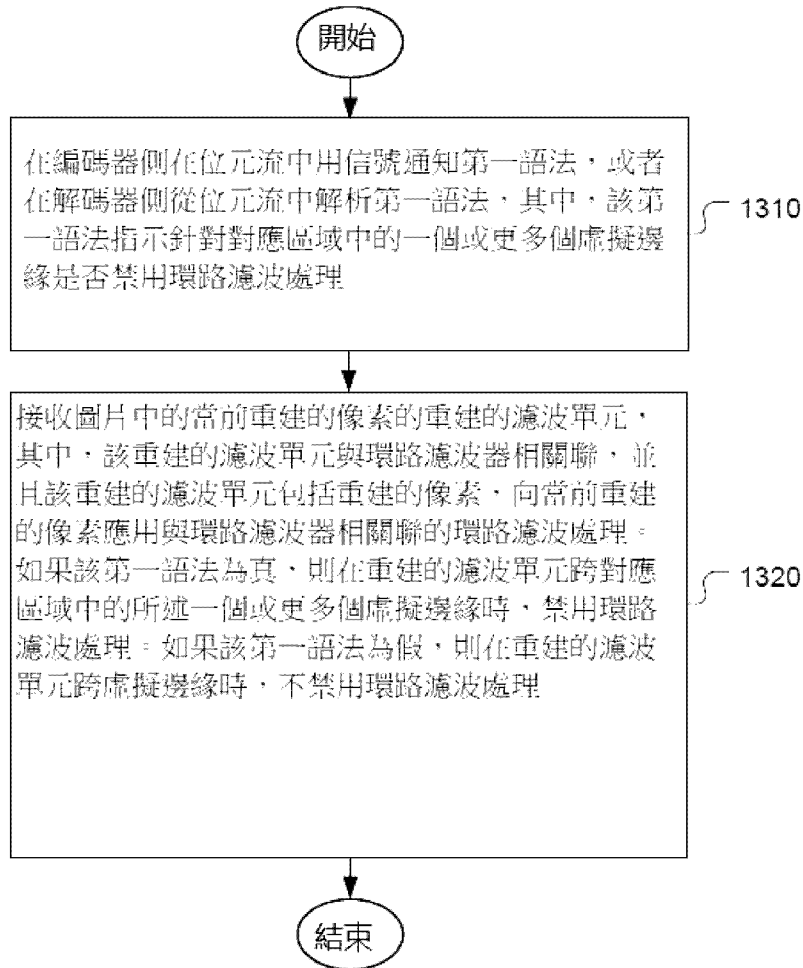 開始
在編碼器側在位元流中用信號通知第一語法，或者
在解碼器側從位元流中解析第一語法，其中，該第
一語法指示針對對應區域中的一個或更多個虛擬邊
緣是否禁用環路濾波處理
1310
接收圖片中的當前重建的像素的重建的濾波單元，
其中，該重建的濾波單元與環路濾波器相關聯，並
且該重建的濾波單元包括重建的像素，向當前重建
的像素應用與環路濾波器相關聯的環路濾波處理。
如果該第一語法為真，則在重建的濾波單元跨對應
區域中的所述一個或更多個虛擬邊緣時，禁用環路
濾波處理。如果該第一語法為假，則在重建的濾波
單元跨虛擬邊緣時，不禁用環路濾波處理
1320
結束